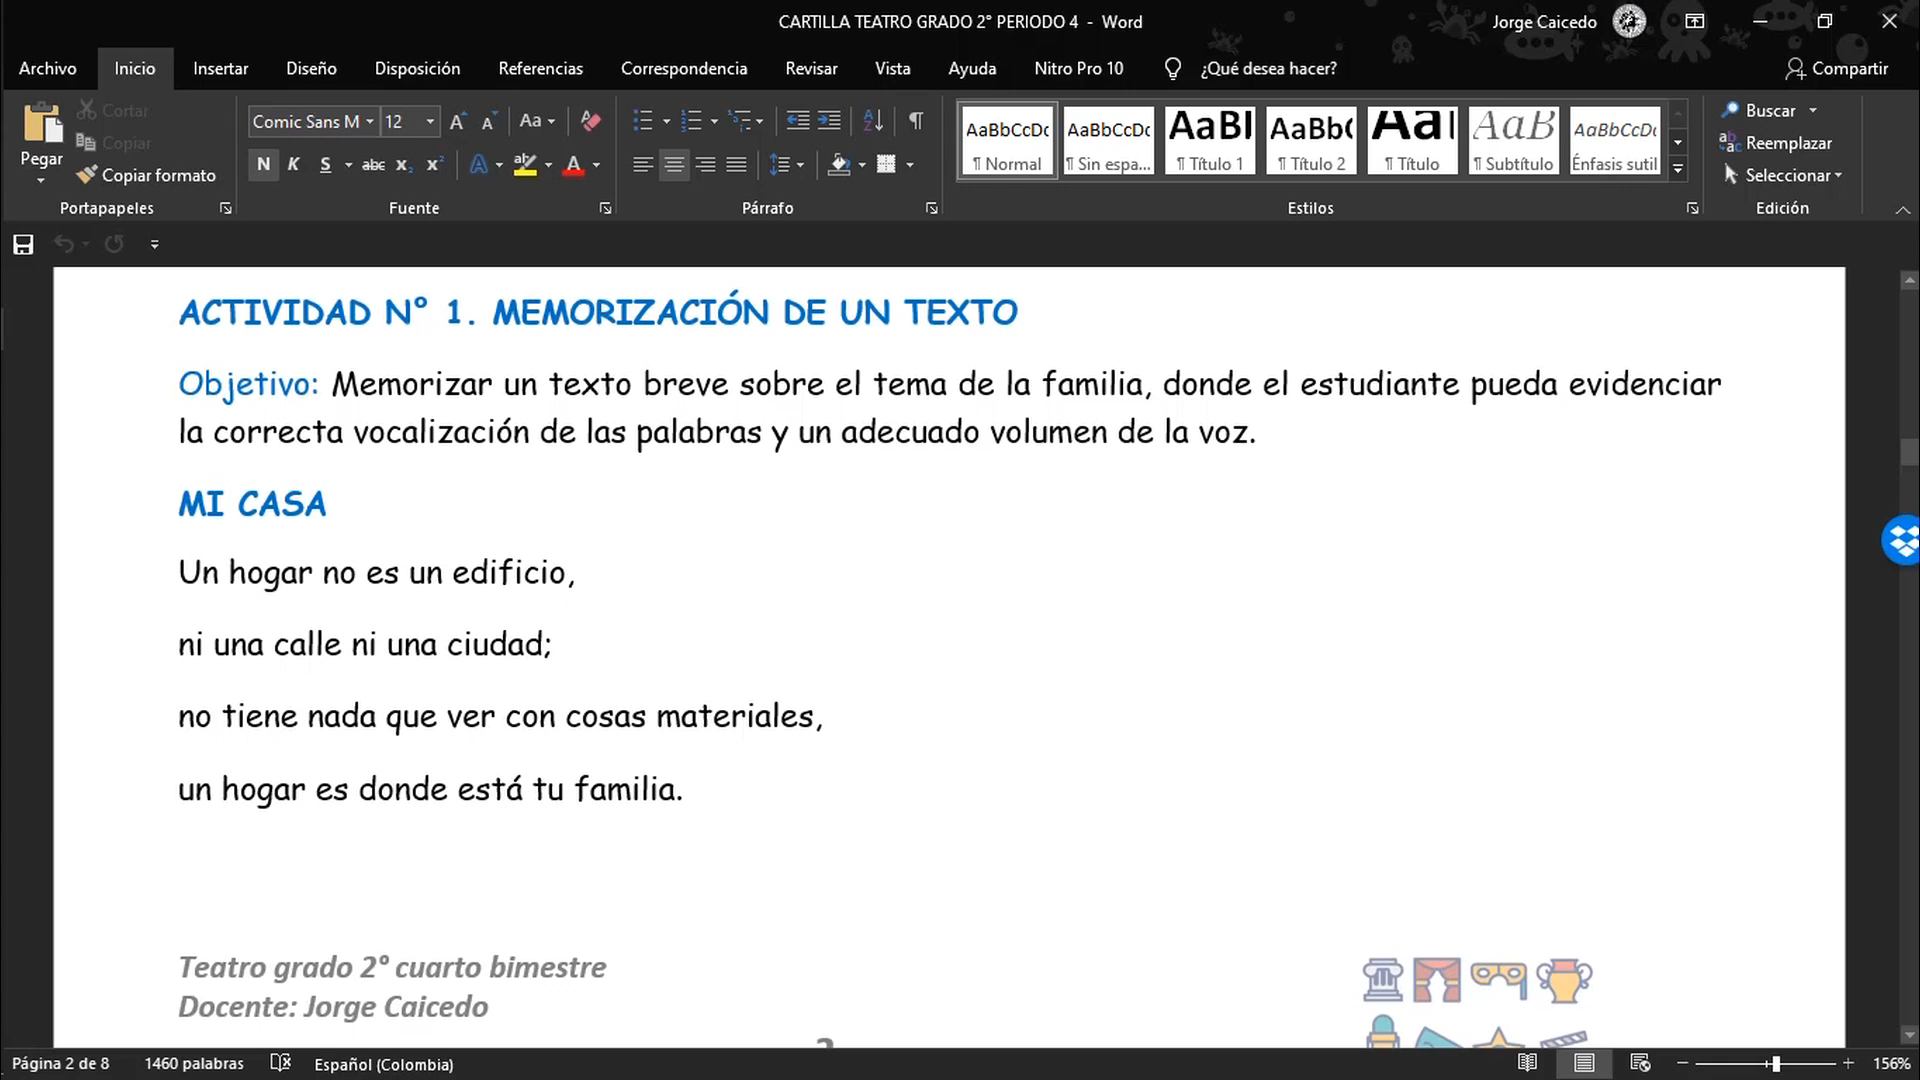 CARTILLA TEATRO GRADO 2° PERIODO 4 - Word
Jorge Caicedo
Archivo Inicio Insertar Diseño Disposición Referencias Correspondencia Revisar Vista Ayuda Nitro Pro 10 ¿Qué desea hacer? Compartir
Pegar
Cortar
Copiar
Copiar formato
Portapapeles
Comic Sans M 12
Aa
N K S abc x₂ x² A ab A
Fuente
Párrafo
AaBbCcDc AaBbCcDc AaBl AaBb( Aal AaB AaBbCcDc
¶ Normal ¶ Sin espa... ¶ Título 1 ¶ Título 2 ¶ Título ¶ Subtítulo Énfasis sutil
Estilos
Buscar
Reemplazar
Seleccionar
Edición
ACTIVIDAD N° 1. MEMORIZACIÓN DE UN TEXTO
Objetivo: Memorizar un texto breve sobre el tema de la familia, donde el estudiante pueda evidenciar
la correcta vocalización de las palabras y un adecuado volumen de la voz.
MI CASA
Un hogar no es un edificio,
ni una calle ni una ciudad;
no tiene nada que ver con cosas materiales,
un hogar es donde está tu familia.
Teatro grado 2° cuarto bimestre
Docente: Jorge Caicedo
Página 2 de 8 1460 palabras Español (Colombia) 156%